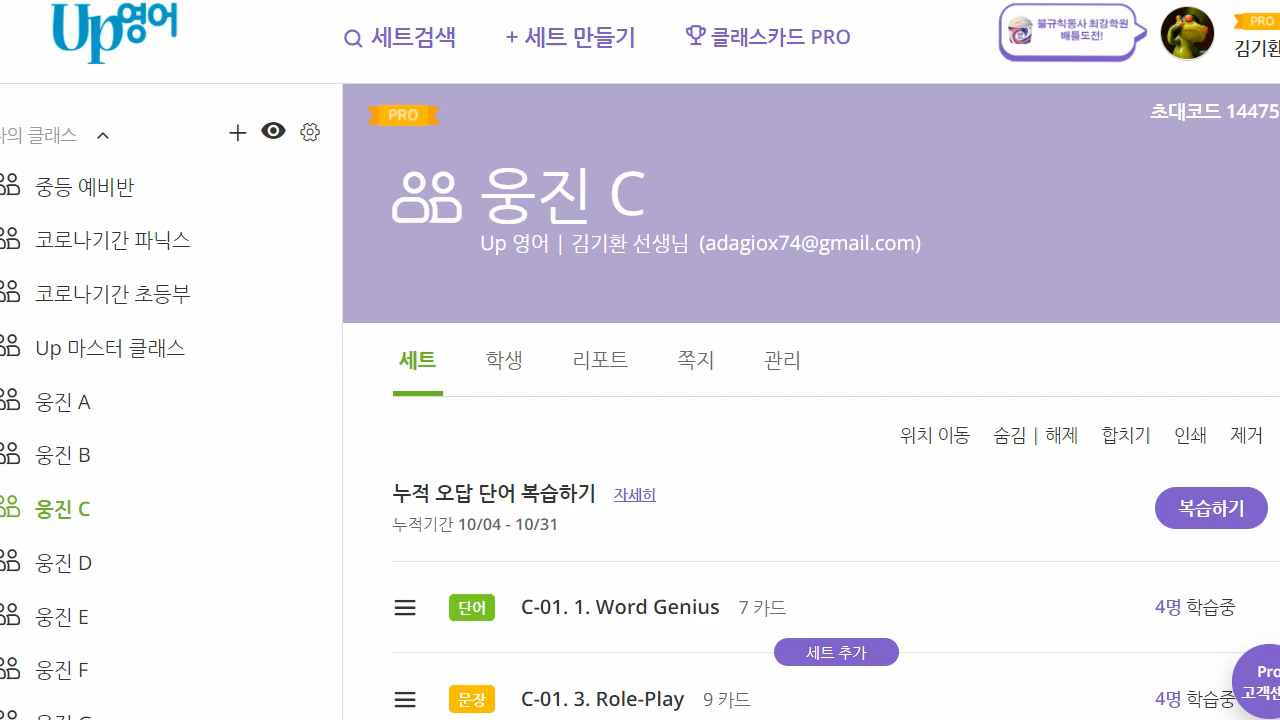 Up영어
세트검색
+ 세트 만들기
클래스카드 PRO
불규칙동사 최강학원
배틀도전!
PRO
김기환
나의 클래스
중등 예비반
코로나기간 파닉스
코로나기간 초등부
Up 마스터 클래스
웅진 A
웅진 B
웅진 C
웅진 D
웅진 E
웅진 F
PRO
초대코드 14475
웅진 C
Up 영어 | 김기환 선생님 (adagiox74@gmail.com)
세트 학생 리포트 쪽지 관리
위치 이동 숨김 | 해제 합치기 인쇄 제거
누적 오답 단어 복습하기 자세히
누적기간 10/04 - 10/31
복습하기
단어 C-01. 1. Word Genius 7 카드 4명 학습중
세트 추가
문장 C-01. 3. Role-Play 9 카드 4명 학습중
Pro
고객센